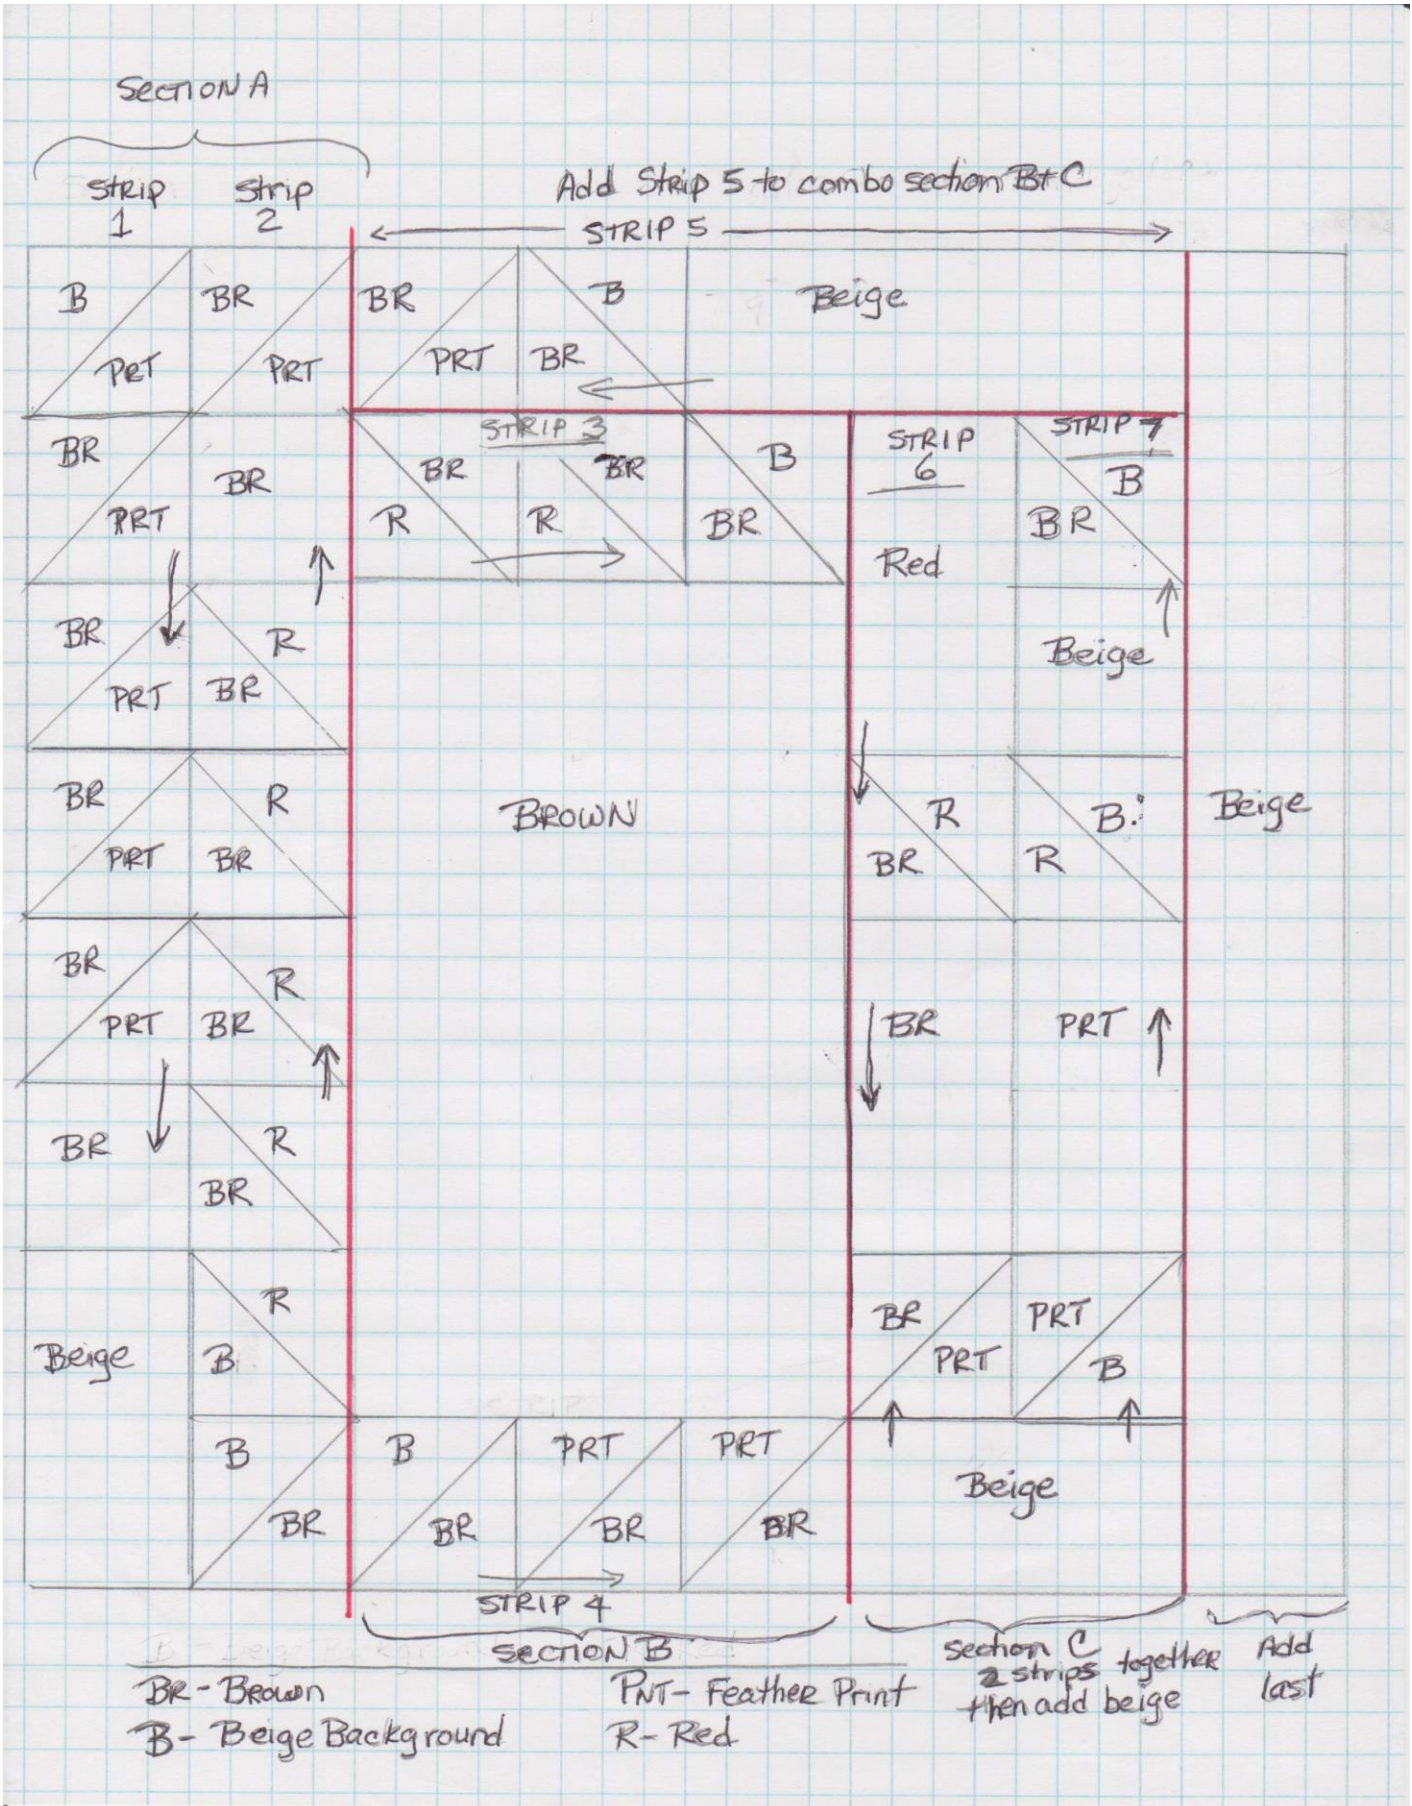 Section A
Strip 1
Strip 2
Add Strip 5 to combo section B+C
STRIP 5
B
PRT
BR
PRT
BR
PRT
B
BR
Beige
BR
PRT
BR
STRIP 3
BR
R
BR
R
B
BR
STRIP 6
Red
STRIP 7
B
BR
Beige
BR
PRT
R
BR
BR
PRT
R
BR
BROWN
R
BR
B
R
Beige
BR
PRT
R
BR
BR
PRT
BR
R
BR
Beige
R
B
BR
PRT
PRT
B
B
BR
B
BR
PRT
BR
PRT
BR
Beige
STRIP 4
SECTION B
Section C
2 strips together
then add beige
Add
last
BR - Brown
PNT - Feather Print
B - Beige Background
R - Red